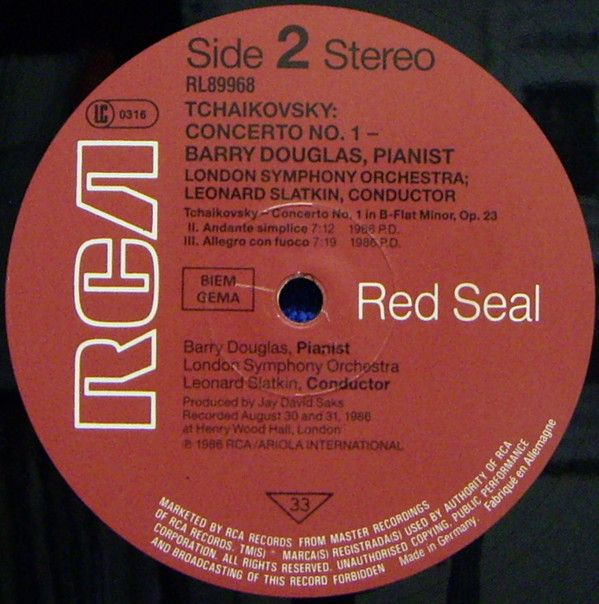 Side 2 Stereo
RL89968
LC 0316
TCHAIKOVSKY:
CONCERTO NO. 1 –
BARRY DOUGLAS, PIANIST
LONDON SYMPHONY ORCHESTRA;
LEONARD SLATKIN, CONDUCTOR
Tchaikovsky – Concerto No. 1 in B-Flat Minor, Op. 23
II. Andante simplice 7:12 1986 P.D.
III. Allegro con fuoco 7:19 1986 P.D.
RCA
BIEM
GEMA
Red Seal
Barry Douglas, Pianist
London Symphony Orchestra
Leonard Slatkin, Conductor
Produced by Jay David Saks
Recorded August 30 and 31, 1986
at Henry Wood Hall, London
℗ 1986 RCA/ARIOLA INTERNATIONAL
33
MARKETED BY RCA RECORDS FROM MASTER RECORDINGS
OF RCA RECORDS. TM(S) ® MARCA(S) REGISTRADA(S) USED BY AUTHORITY OF RCA
CORPORATION. ALL RIGHTS RESERVED. UNAUTHORISED COPYING, PUBLIC PERFORMANCE
AND BROADCASTING OF THIS RECORD FORBIDDEN Made in Germany. Fabriqué en Allemagne